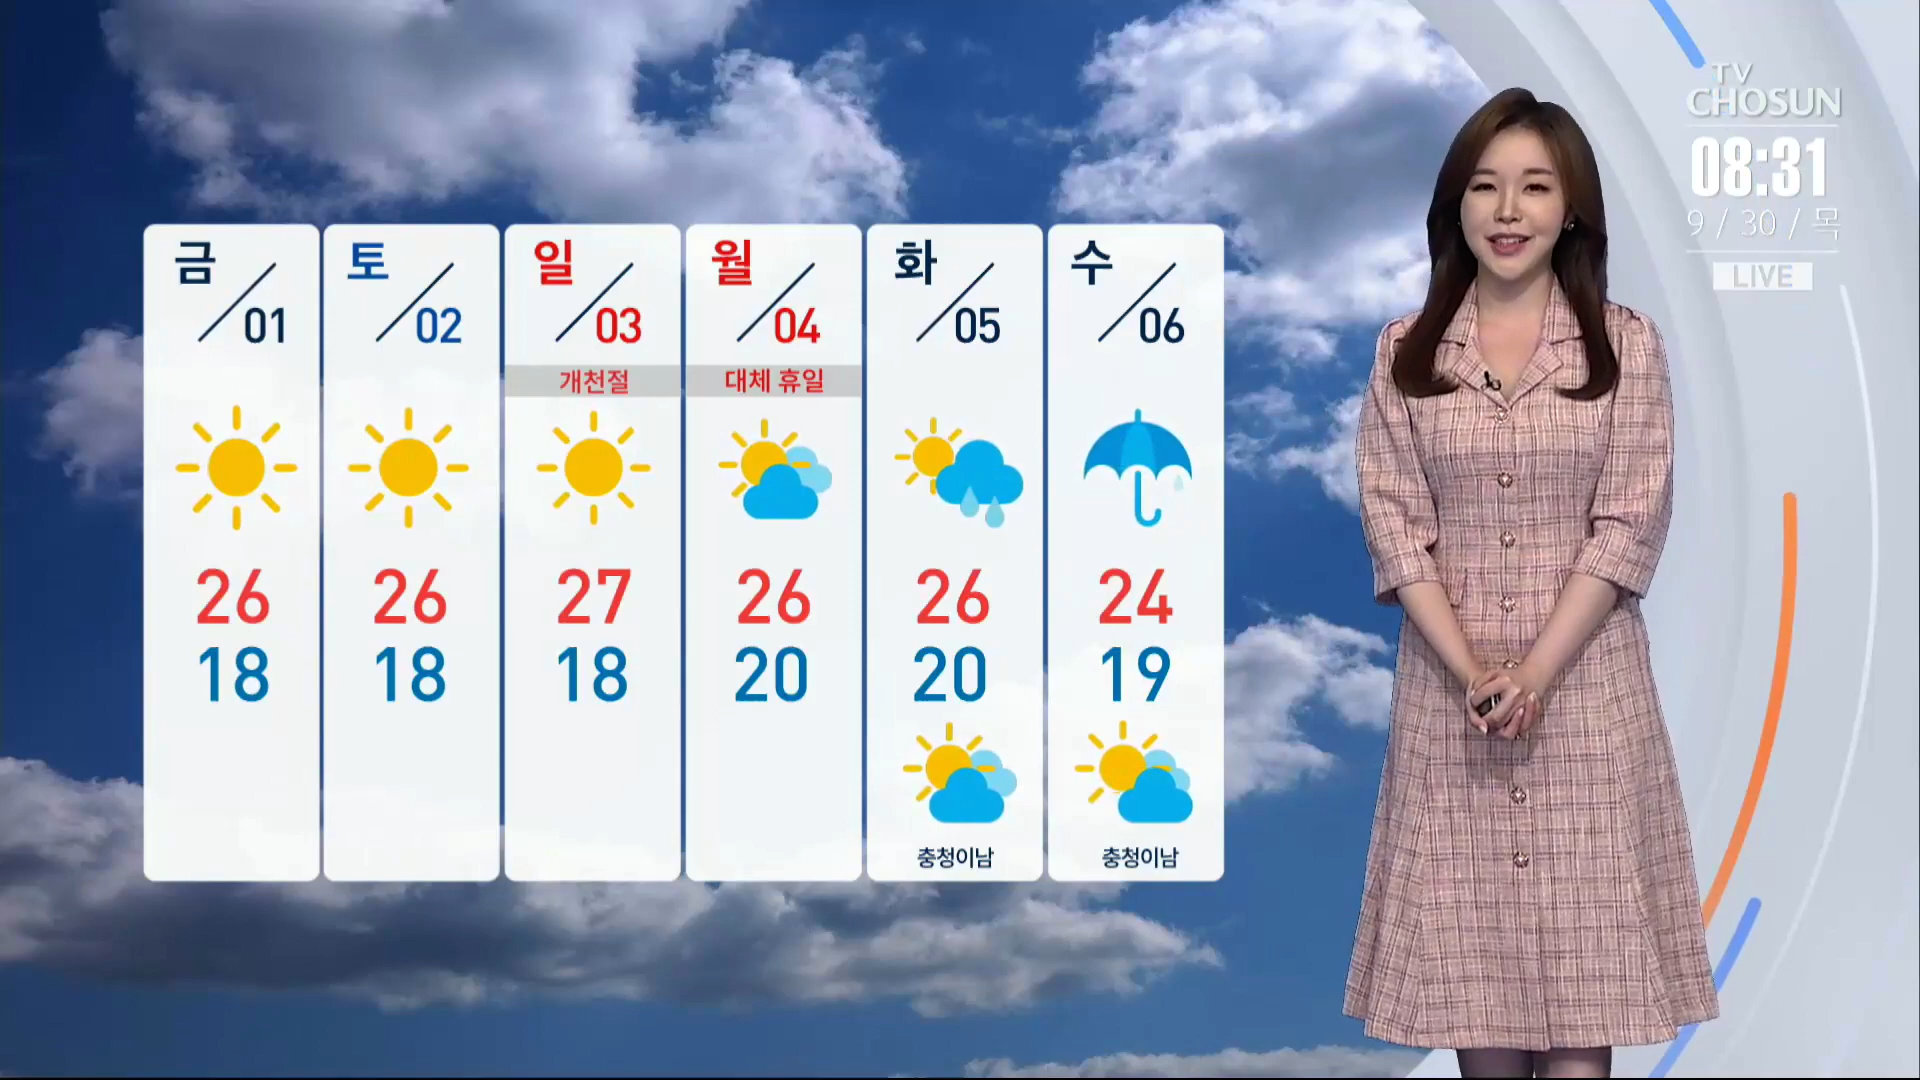 TV
CHOSUN
08:31
9 / 30 / 목
LIVE
금/01
토/02
일/03
월/04
화/05
수/06
개천절
대체 휴일
26
26
27
26
26
24
18
18
18
20
20
19
충청이남
충청이남